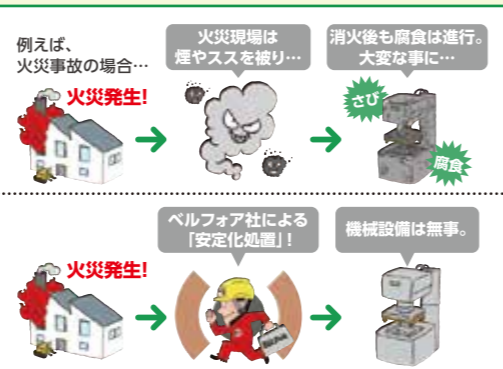 例えば、
火災事故の場合…
火災発生!
火災現場は
煙やススを被り…
消火後も腐食は進行。
大変な事に…
さび
腐食
火災発生!
ベルフォア社による
「安定化処置」!
機械設備は無事。